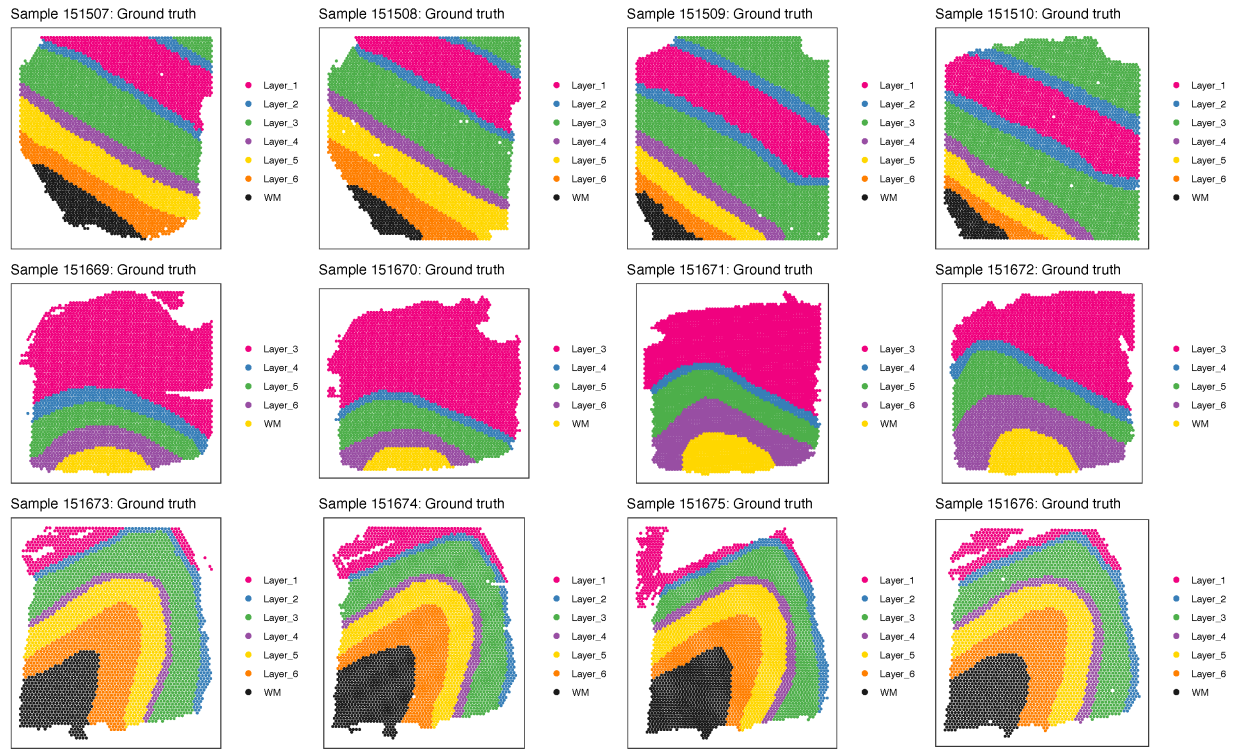 Sample 151507: Ground truth
Layer_1
Layer_2
Layer_3
Layer_4
Layer_5
Layer_6
WM
Sample 151508: Ground truth
Layer_1
Layer_2
Layer_3
Layer_4
Layer_5
Layer_6
WM
Sample 151509: Ground truth
Layer_1
Layer_2
Layer_3
Layer_4
Layer_5
Layer_6
WM
Sample 151510: Ground truth
Layer_1
Layer_2
Layer_3
Layer_4
Layer_5
Layer_6
WM
Sample 151669: Ground truth
Layer_3
Layer_4
Layer_5
Layer_6
WM
Sample 151670: Ground truth
Layer_3
Layer_4
Layer_5
Layer_6
WM
Sample 151671: Ground truth
Layer_3
Layer_4
Layer_5
Layer_6
WM
Sample 151672: Ground truth
Layer_3
Layer_4
Layer_5
Layer_6
WM
Sample 151673: Ground truth
Layer_1
Layer_2
Layer_3
Layer_4
Layer_5
Layer_6
WM
Sample 151674: Ground truth
Layer_1
Layer_2
Layer_3
Layer_4
Layer_5
Layer_6
WM
Sample 151675: Ground truth
Layer_1
Layer_2
Layer_3
Layer_4
Layer_5
Layer_6
WM
Sample 151676: Ground truth
Layer_1
Layer_2
Layer_3
Layer_4
Layer_5
Layer_6
WM